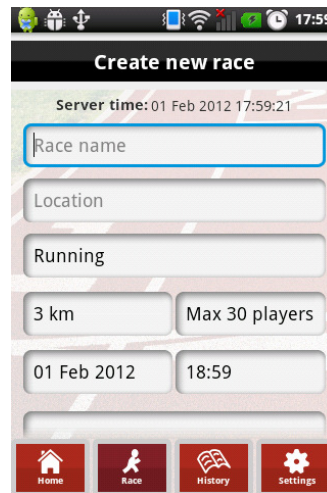 17:59
Create new race
Server time: 01 Feb 2012 17:59:21
Race name
Location
Running
3 km Max 30 players
01 Feb 2012 18:59
Home Race History Settings